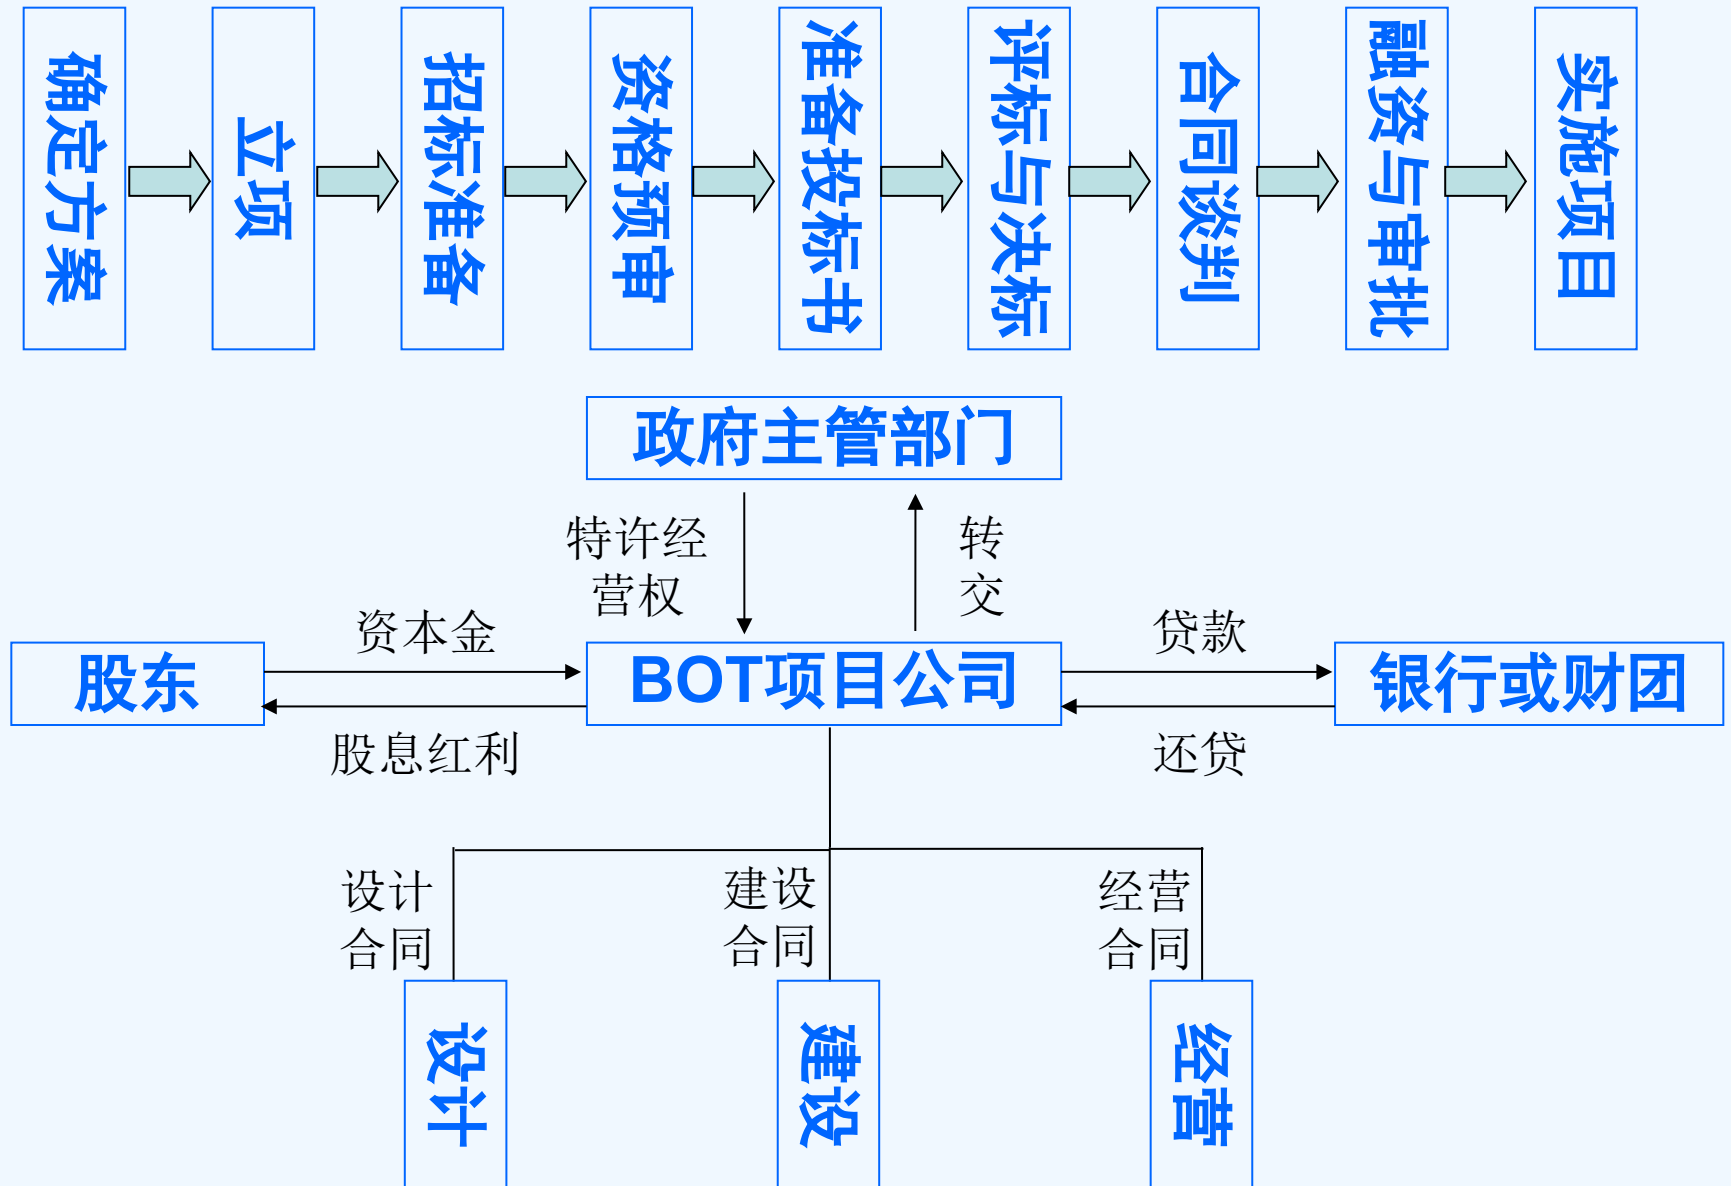 确定方案
立项
招标准备
资格预审
准备投标书
评标与决标
合同谈判
融资与审批
实施项目
政府主管部门
特许经
营权
转
交
资本金
贷款
股东
BOT项目公司
银行或财团
股息红利
还贷
设计
合同
建设
合同
经营
合同
设计
建设
经营